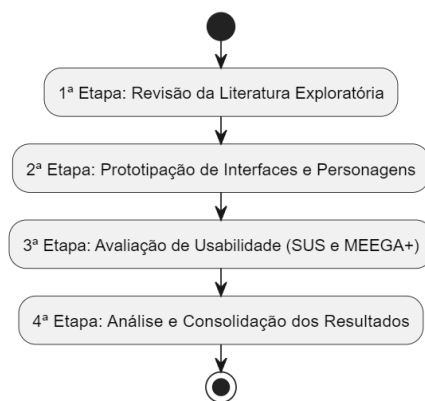 1ª Etapa: Revisão da Literatura Exploratória
2ª Etapa: Prototipação de Interfaces e Personagens
3ª Etapa: Avaliação de Usabilidade (SUS e MEEGA+)
4ª Etapa: Análise e Consolidação dos Resultados